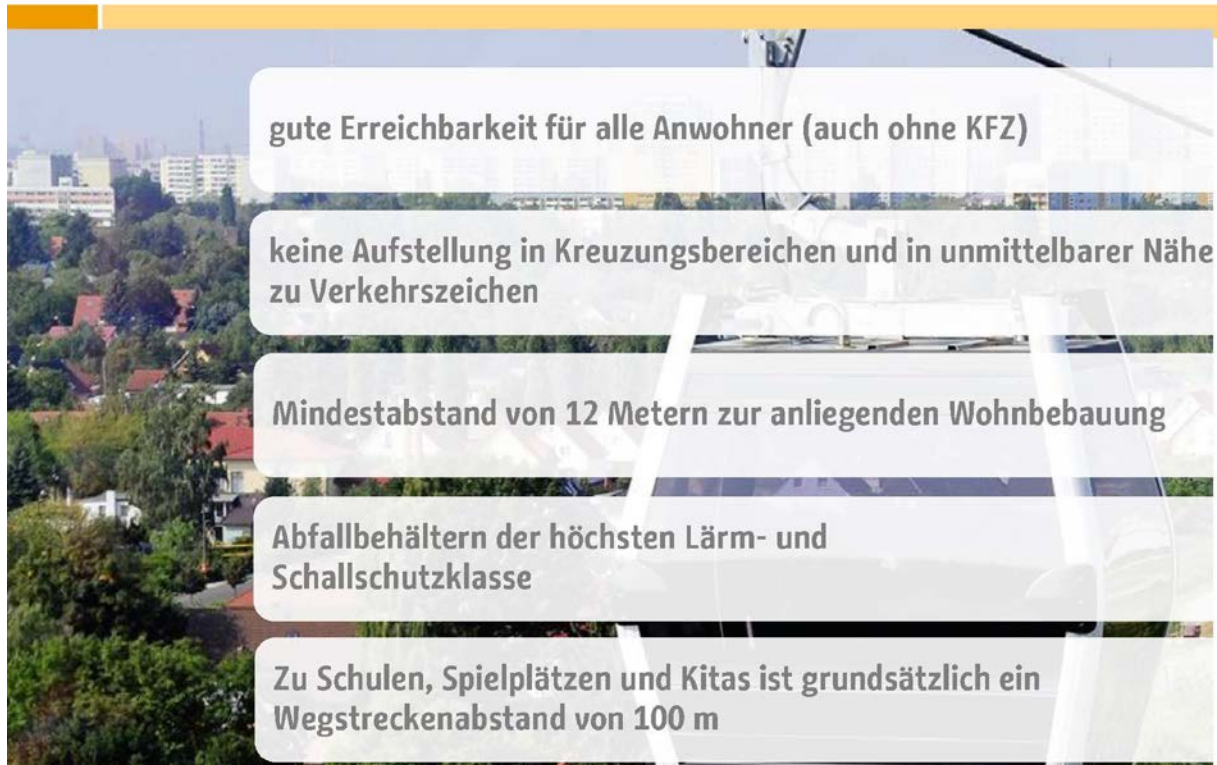 gute Erreichbarkeit für alle Anwohner (auch ohne KFZ)
keine Aufstellung in Kreuzungsbereichen und in unmittelbarer Nähe
zu Verkehrszeichen
Mindestabstand von 12 Metern zur anliegenden Wohnbebauung
Abfallbehältern der höchsten Lärm- und
Schallschutzklasse
Zu Schulen, Spielplätzen und Kitas ist grundsätzlich ein
Wegstreckenabstand von 100 m